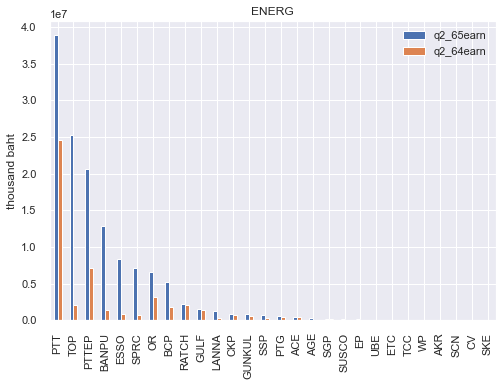 ENERG
1e7
q2_65earn
q2_64earn
thousand baht
4.0
3.5
3.0
2.5
2.0
1.5
1.0
0.5
0.0
PTT
TOP
PTTEP
BANPU
ESSO
SPRC
OR
BCP
RATCH
GULF
LANNA
CKP
GUNKUL
SSP
PTG
ACE
AGE
SGP
SUSCO
EP
UBE
ETC
TCC
WP
AKR
SCN
CV
SKE